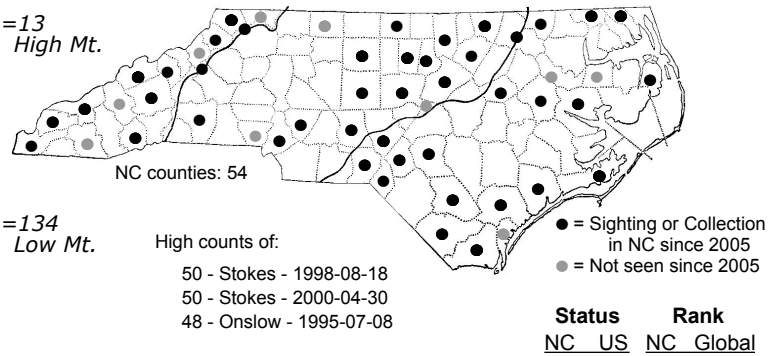 =13
High Mt.
NC counties: 54
=134
Low Mt.
High counts of:
50 - Stokes - 1998-08-18
50 - Stokes - 2000-04-30
48 - Onslow - 1995-07-08
= Sighting or Collection
in NC since 2005
= Not seen since 2005
Status Rank
NC US NC Global